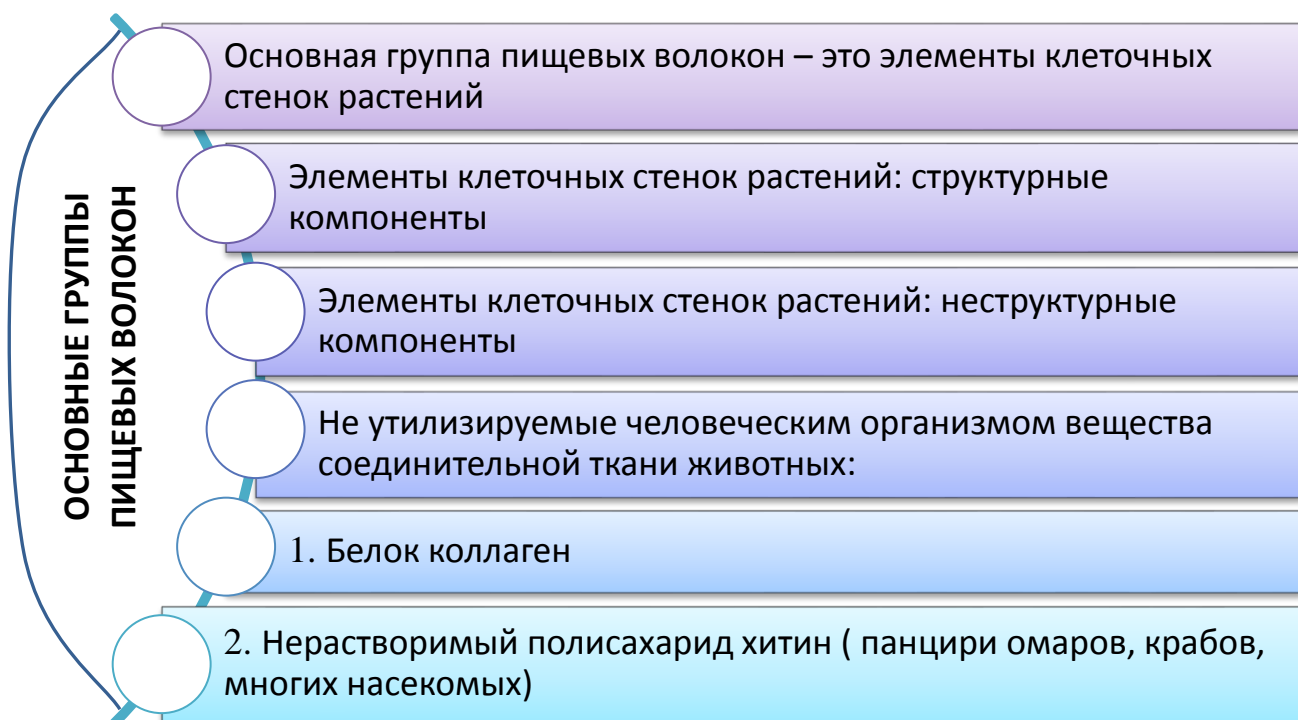 ОСНОВНЫЕ ГРУППЫ
ПИЩЕВЫХ ВОЛОКОН
Основная группа пищевых волокон – это элементы клеточных
стенок растений
Элементы клеточных стенок растений: структурные
компоненты
Элементы клеточных стенок растений: неструктурные
компоненты
Не утилизируемые человеческим организмом вещества
соединительной ткани животных:
1. Белок коллаген
2. Нерастворимый полисахарид хитин ( панцири омаров, крабов,
многих насекомых)